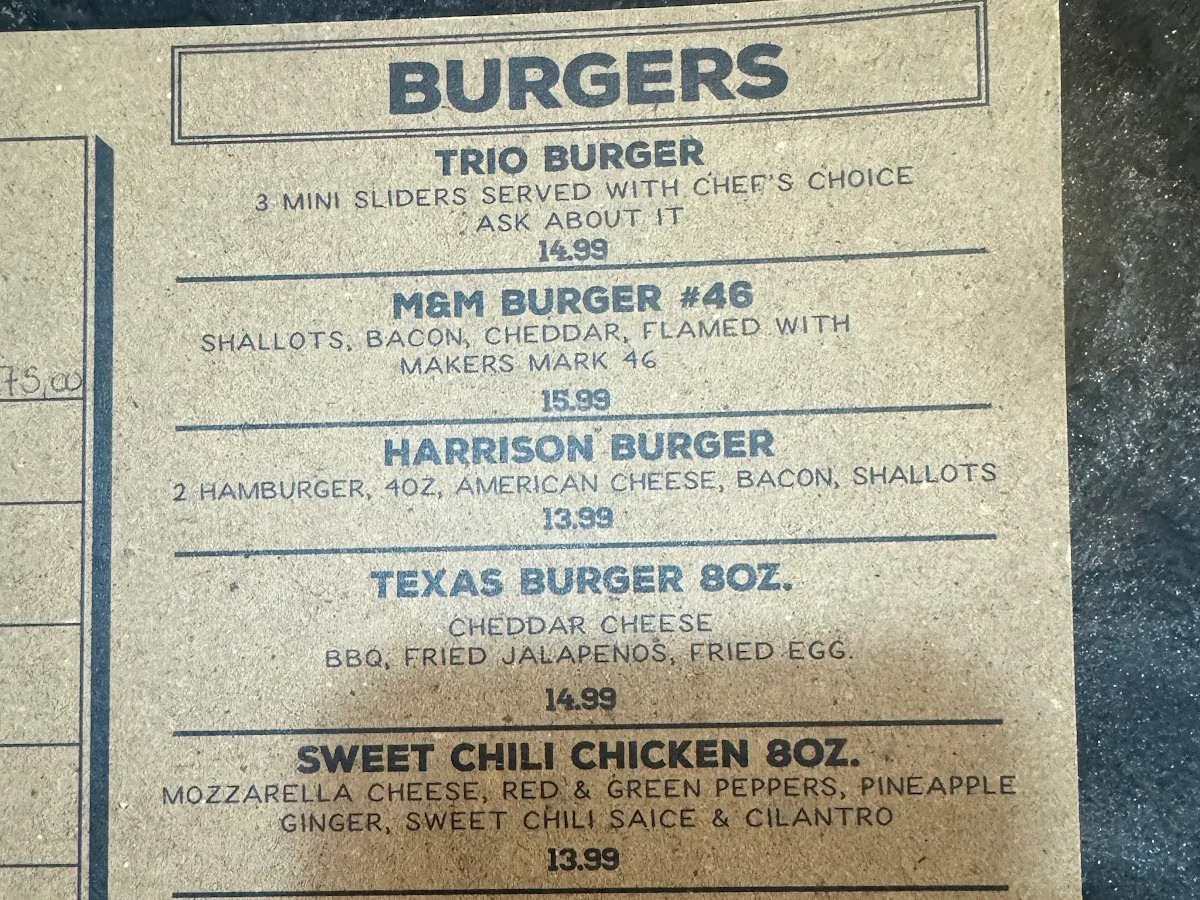 BURGERS
TRIO BURGER
3 MINI SLIDERS SERVED WITH CHEF'S CHOICE
ASK ABOUT IT
14.99
M&M BURGER #46
SHALLOTS, BACON, CHEDDAR, FLAMED WITH
MAKERS MARK 46
15.99
HARRISON BURGER
2 HAMBURGER, 4OZ, AMERICAN CHEESE, BACON, SHALLOTS
13.99
TEXAS BURGER 8OZ.
CHEDDAR CHEESE
BBQ, FRIED JALAPENOS, FRIED EGG.
14.99
SWEET CHILI CHICKEN 8OZ.
MOZZARELLA CHEESE, RED & GREEN PEPPERS, PINEAPPLE
GINGER, SWEET CHILI SAICE & CILANTRO
13.99
75,00